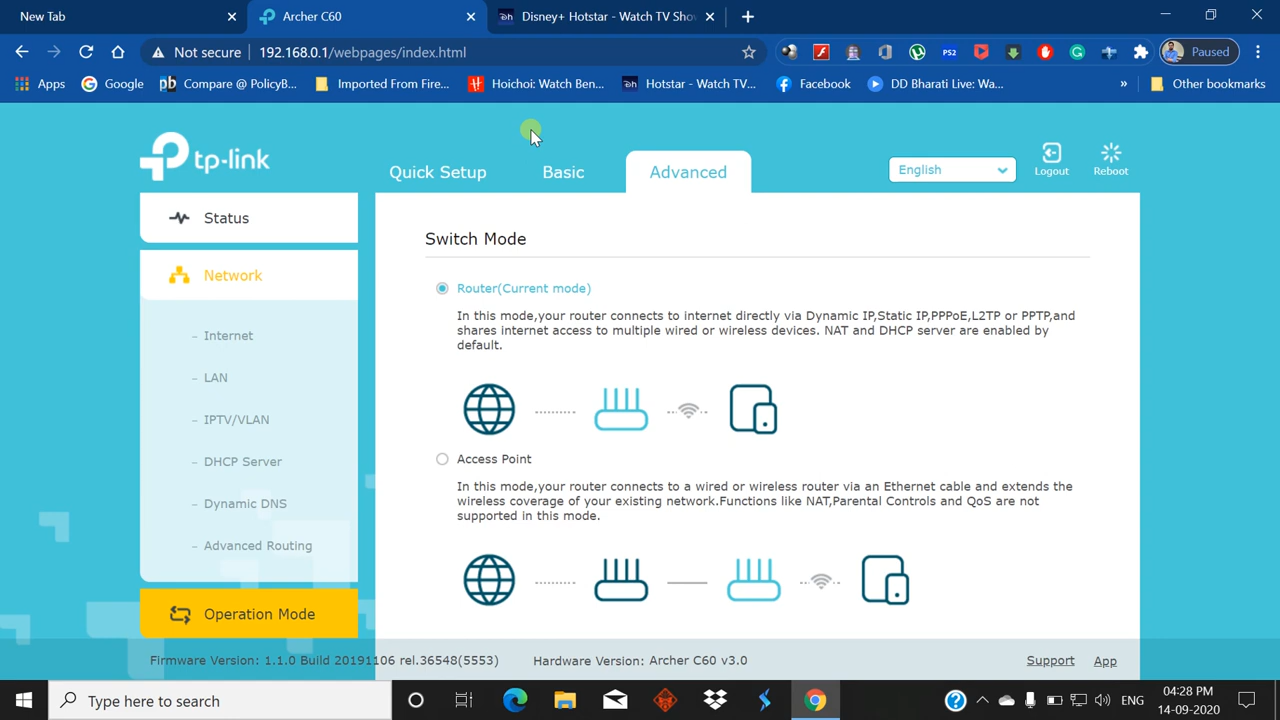 New Tab
Archer C60
Disney+ Hotstar - Watch TV Sho
Not secure 192.168.0.1/webpages/index.html
PS2
Paused
Apps
Google
Compare @ PolicyB...
Imported From Fire...
Hoichoi: Watch Ben...
Hotstar - Watch TV...
Facebook
DD Bharati Live: Wa...
»
Other bookmarks
tp-link
Quick Setup
Basic
Advanced
English
Logout
Reboot
Status
Network
– Internet
– LAN
– IPTV/VLAN
– DHCP Server
– Dynamic DNS
– Advanced Routing
Operation Mode
Switch Mode
Router(Current mode)
In this mode,your router connects to internet directly via Dynamic IP,Static IP,PPPoE,L2TP or PPTP,and
shares internet access to multiple wired or wireless devices. NAT and DHCP server are enabled by
default.
Access Point
In this mode,your router connects to a wired or wireless router via an Ethernet cable and extends the
wireless coverage of your existing network.Functions like NAT,Parental Controls and QoS are not
supported in this mode.
Firmware Version: 1.1.0 Build 20191106 rel.36548(5553)
Hardware Version: Archer C60 v3.0
Support
App
Type here to search
ENG
04:28 PM
14-09-2020